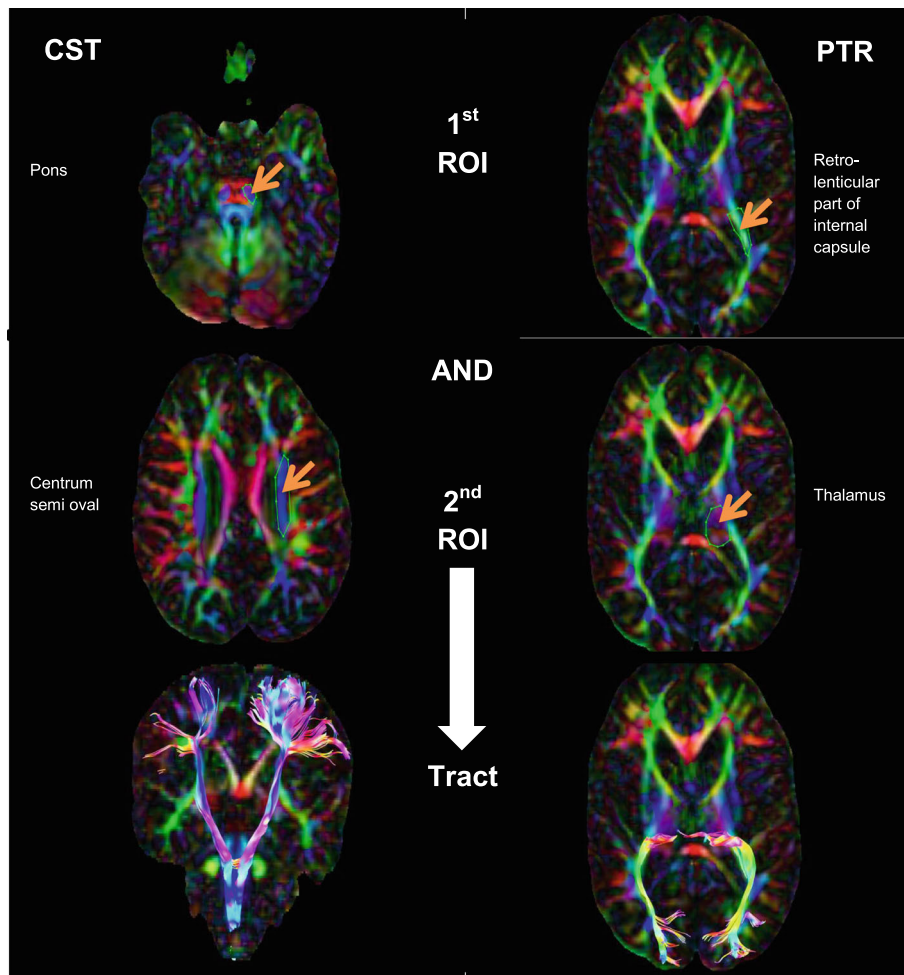 CST
PTR
1st
ROI
Pons
Retro-
lenticular
part of
internal
capsule
AND
Centrum
semi oval
2nd
ROI
Thalamus
Tract